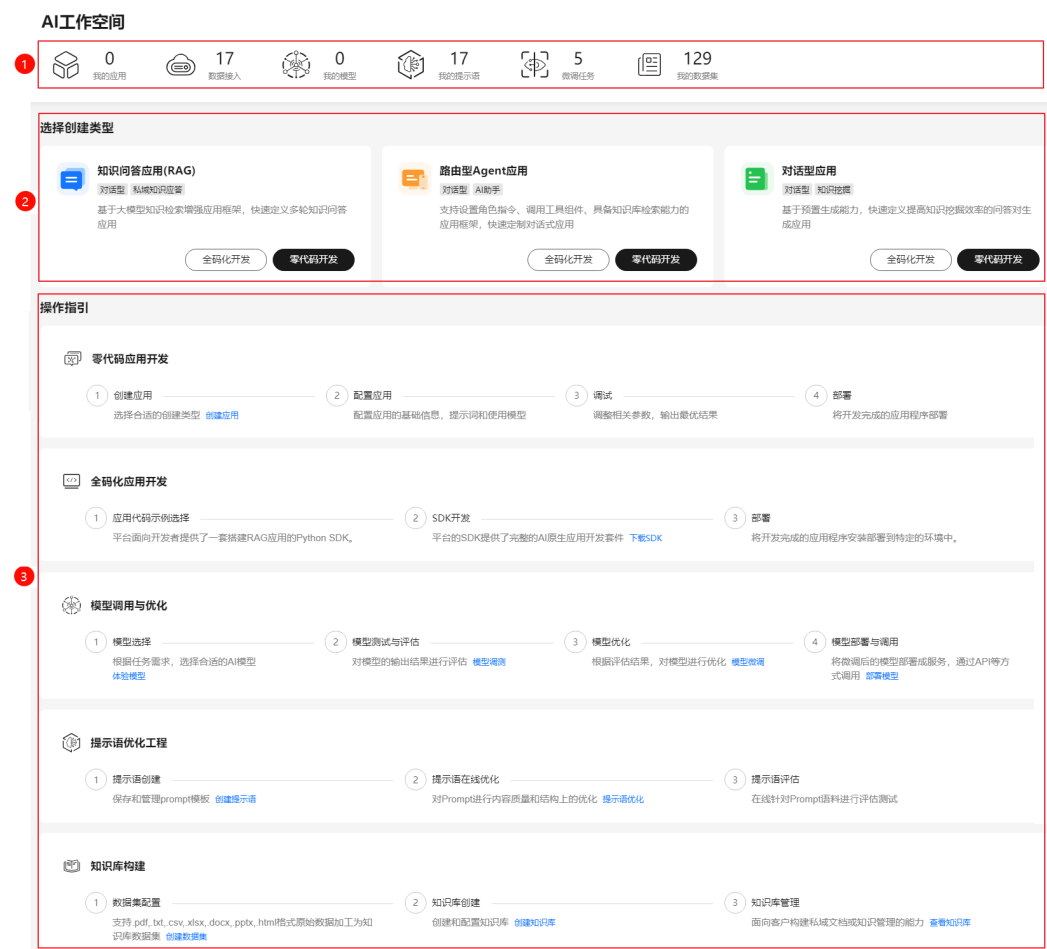 AI工作空间
1
0
17
0
17
5
129
我的应用
数据接入
我的模型
我的提示语
微调任务
我的数据集
选择创建类型
2
知识问答应用(RAG)
对话型 私域知识应答
基于大模型知识检索增强应用框架，快速定义多轮知识问答
应用
全码化开发
零代码开发
路由型Agent应用
对话型 AI助手
支持设置角色指令、调用工具组件、具备知识库检索能力的
应用框架，快速定制对话式应用
全码化开发
零代码开发
对话型应用
对话型 知识挖掘
基于预置生成能力，快速定义提高知识挖掘效率的问答对生
成应用
全码化开发
零代码开发
操作指引
3
零代码应用开发
1 创建应用
选择合适的创建类型 创建应用
2 配置应用
配置应用的基础信息，提示词和使用模型
3 调试
调整相关参数，输出最优结果
4 部署
将开发完成的应用程序部署
全码化应用开发
1 应用代码示例选择
平台面向开发者提供了一套搭建RAG应用的Python SDK。
2 SDK开发
平台的SDK提供了完整的AI原生应用开发套件 下载SDK
3 部署
将开发完成的应用程序安装部署到特定的环境中。
模型调用与优化
1 模型选择
根据任务需求，选择合适的AI模型
体验模型
2 模型测试与评估
对模型的输出结果进行评估 模型调测
3 模型优化
根据评估结果，对模型进行优化 模型微调
4 模型部署与调用
将微调后的模型部署成服务，通过API等方
式调用 部署模型
提示语优化工程
1 提示语创建
保存和管理prompt模板 创建提示语
2 提示语在线优化
对Prompt进行内容质量和结构上的优化 提示语优化
3 提示语评估
在线针对Prompt语料进行评估测试
知识库构建
1 数据集配置
支持.pdf,.txt,.csv,.xlsx,.docx,.pptx,.html格式原始数据加工为知
识库数据集 创建数据集
2 知识库创建
创建和配置知识库 创建知识库
3 知识库管理
面向客户构建私域文档或知识管理的能力 查看知识库